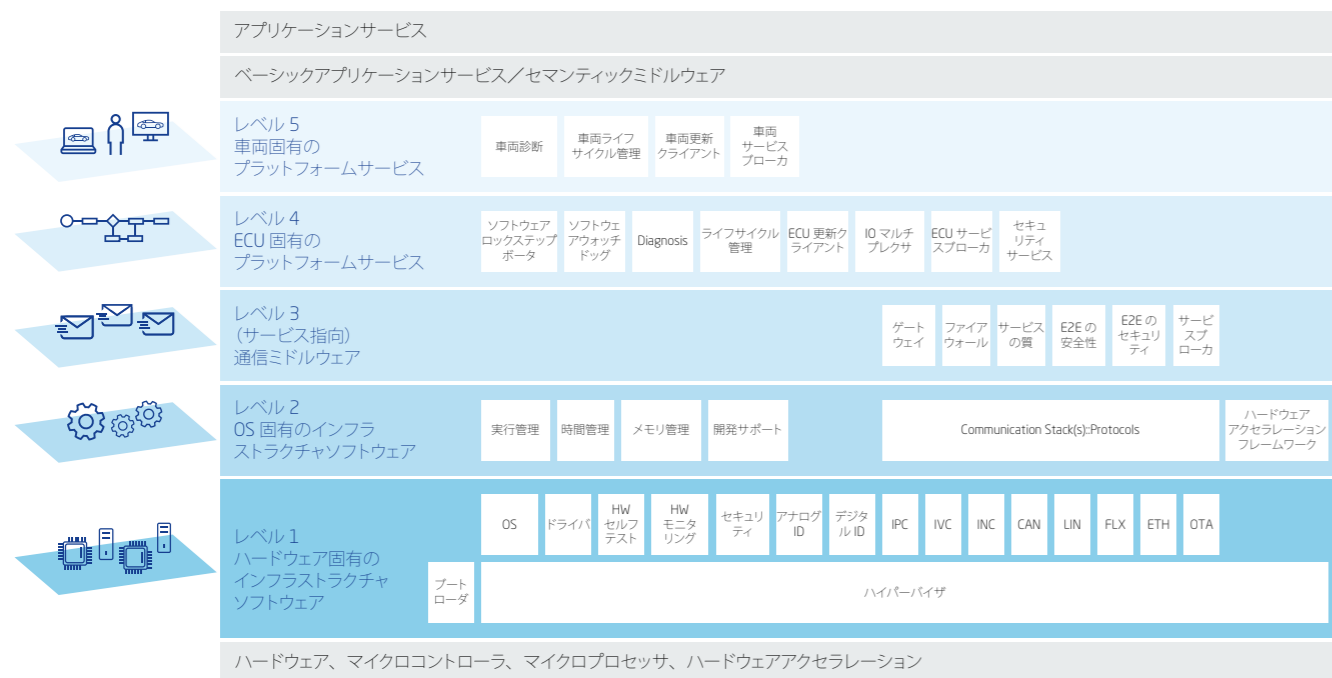 アプリケーションサービス
ベーシックアプリケーションサービス／セマンティックミドルウェア
レベル 5
車両固有の
プラットフォームサービス
車両診断
車両ライフ
サイクル管理
車両更新
クライアント
車両
サービス
ブローカ
レベル 4
ECU 固有の
プラットフォームサービス
ソフトウェア
ロックステップ
ボータ
ソフトウェ
アウォッチ
ドッグ
Diagnosis
ライフサイクル
管理
ECU 更新ク
ライアント
IO マルチ
プレクサ
ECU サービ
スブローカ
セキュ
リティ
サービス
レベル 3
（サービス指向）
通信ミドルウェア
ゲート
ウェイ
ファイア
ウォール
サービス
の質
E2E の
安全性
E2E の
セキュリ
ティ
サービ
スブ
ローカ
レベル 2
OS 固有のインフラ
ストラクチャソフトウェア
実行管理
時間管理
メモリ管理
開発サポート
Communication Stack(s)::Protocols
ハードウェア
アクセラレーション
フレームワーク
レベル 1
ハードウェア固有の
インフラストラクチャ
ソフトウェア
OS
ドライバ
HW
セルフ
テスト
HW
モニタ
リング
セキュリ
ティ
アナログ
IO
デジタ
ル IO
IPC
IVC
INC
CAN
LIN
FLX
ETH
OTA
ブート
ローダ
ハイパーバイザ
ハードウェア、マイクロコントローラ、マイクロプロセッサ、ハードウェアアクセラレーション